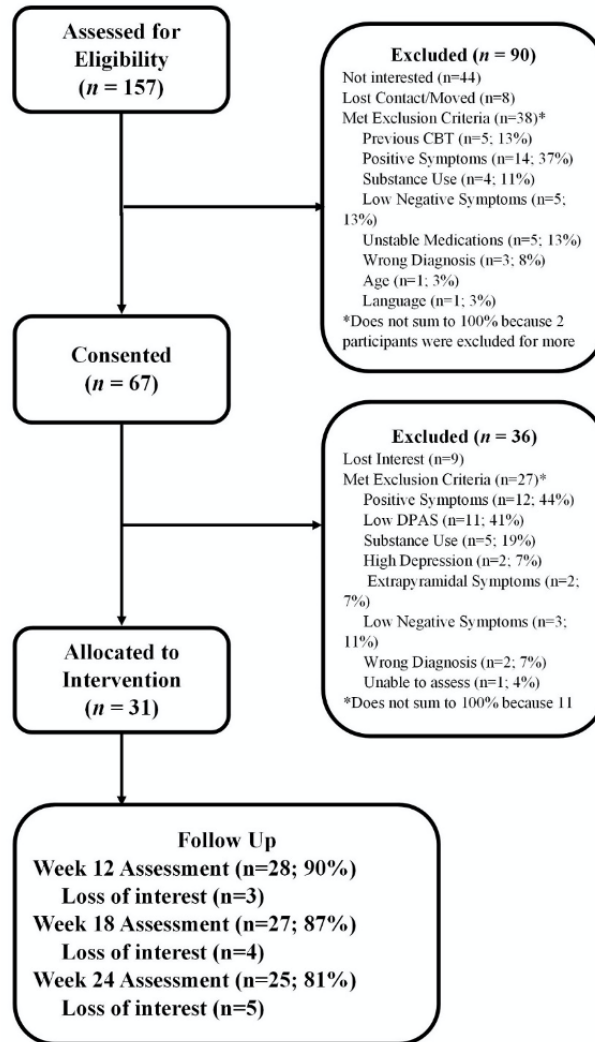 Assessed for
Eligibility
(n = 157)
Excluded (n = 90)
Not interested (n=44)
Lost Contact/Moved (n=8)
Met Exclusion Criteria (n=38)*
Previous CBT (n=5; 13%)
Positive Symptoms (n=14; 37%)
Substance Use (n=4; 11%)
Low Negative Symptoms (n=5;
13%)
Unstable Medications (n=5; 13%)
Wrong Diagnosis (n=3; 8%)
Age (n=1; 3%)
Language (n=1; 3%)
*Does not sum to 100% because 2
participants were excluded for more
Consented
(n = 67)
Excluded (n = 36)
Lost Interest (n=9)
Met Exclusion Criteria (n=27)*
Positive Symptoms (n=12; 44%)
Low DPAS (n=11; 41%)
Substance Use (n=5; 19%)
High Depression (n=2; 7%)
Extrapyramidal Symptoms (n=2;
7%)
Low Negative Symptoms (n=3;
11%)
Wrong Diagnosis (n=2; 7%)
Unable to assess (n=1; 4%)
*Does not sum to 100% because 11
Allocated to
Intervention
(n = 31)
Follow Up
Week 12 Assessment (n=28; 90%)
Loss of interest (n=3)
Week 18 Assessment (n=27; 87%)
Loss of interest (n=4)
Week 24 Assessment (n=25; 81%)
Loss of interest (n=5)